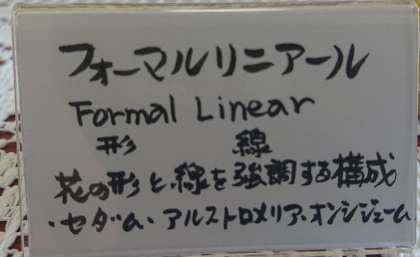 フォーマルリニアール
Formal Linear
形 線
花の形と線を強調する構成
・セダム・アルストロメリア・オンシジューム